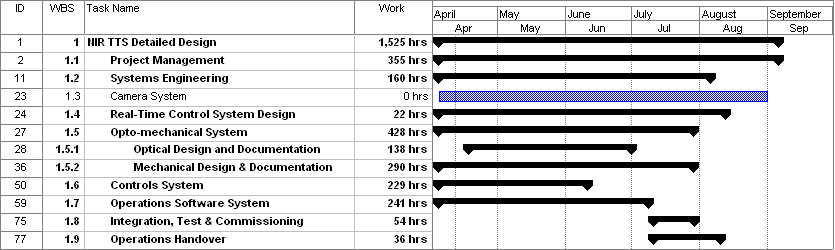 ID WBS Task Name Work April May June July August September
Apr May Jun Jul Aug Sep
1 1 NIR TTS Detailed Design 1,525 hrs
2 1.1 Project Management 355 hrs
11 1.2 Systems Engineering 160 hrs
23 1.3 Camera System 0 hrs
24 1.4 Real-Time Control System Design 22 hrs
27 1.5 Opto-mechanical System 428 hrs
28 1.5.1 Optical Design and Documentation 138 hrs
36 1.5.2 Mechanical Design & Documentation 290 hrs
50 1.6 Controls System 229 hrs
59 1.7 Operations Software System 241 hrs
75 1.8 Integration, Test & Commissioning 54 hrs
77 1.9 Operations Handover 36 hrs